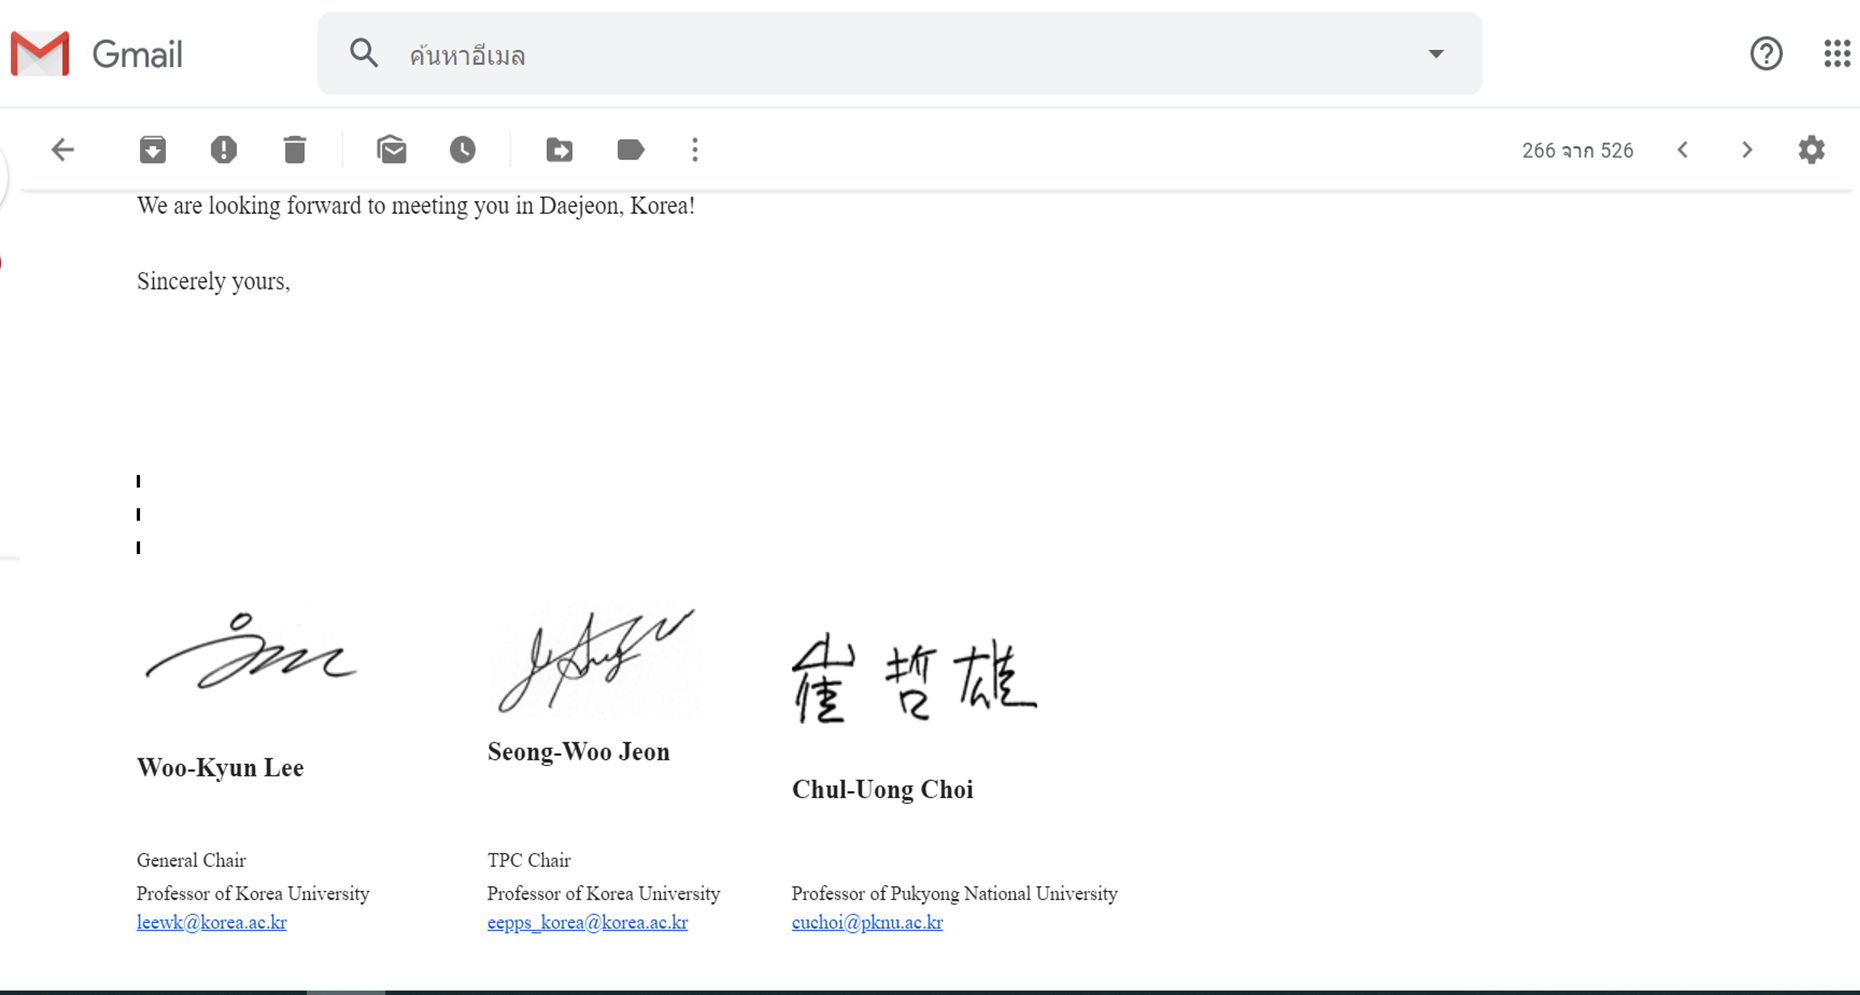 Gmail
ค้นหาอีเมล
266 จาก 526
We are looking forward to meeting you in Daejeon, Korea!
Sincerely yours,
崔 哲 雄
Woo-Kyun Lee
Seong-Woo Jeon
Chul-Uong Choi
General Chair
TPC Chair
Professor of Korea University
Professor of Korea University
Professor of Pukyong National University
leewk@korea.ac.kr
eepps_korea@korea.ac.kr
cuchoi@pknu.ac.kr